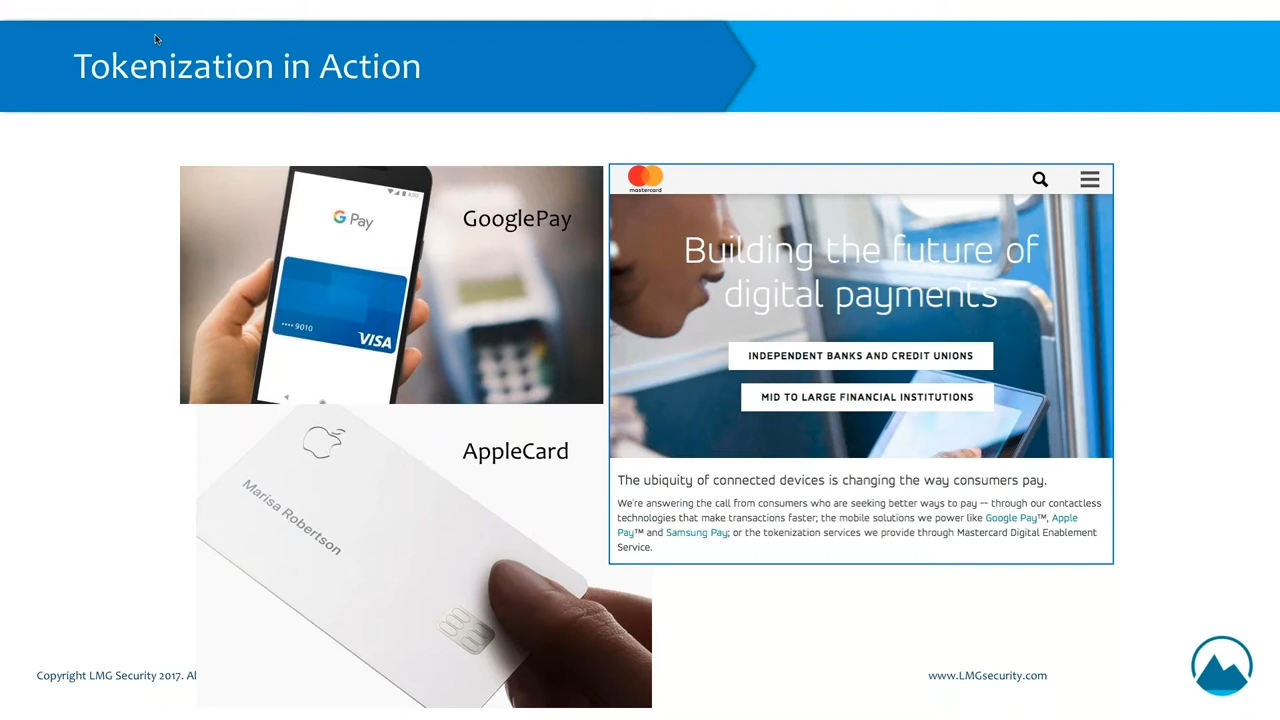 Tokenization in Action
G Pay
GooglePay
•••• 9010
VISA
AppleCard
Marisa Robertson
mastercard
Building the future of
digital payments
INDEPENDENT BANKS AND CREDIT UNIONS
MID TO LARGE FINANCIAL INSTITUTIONS
The ubiquity of connected devices is changing the way consumers pay.
We're answering the call from consumers who are seeking better ways to pay -- through our contactless
technologies that make transactions faster; the mobile solutions we power like Google Pay™, Apple
Pay™ and Samsung Pay; or the tokenization services we provide through Mastercard Digital Enablement
Service.
Copyright LMG Security 2017. Al
www.LMGsecurity.com